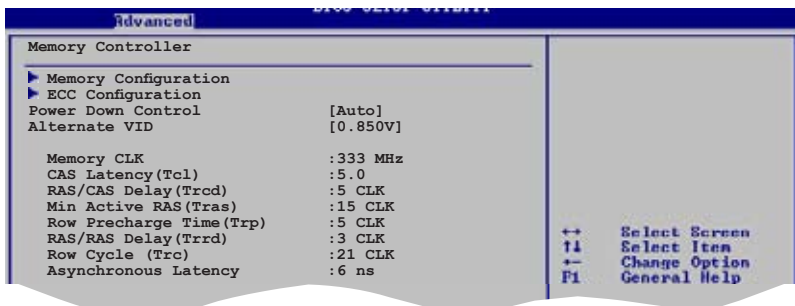 Advanced
Memory Controller
Memory Configuration
ECC Configuration
Power Down Control [Auto]
Alternate VID [0.850V]
Memory CLK :333 MHz
CAS Latency(Tcl) :5.0
RAS/CAS Delay(Trcd) :5 CLK
Min Active RAS(Tras) :15 CLK
Row Precharge Time(Trp) :5 CLK
RAS/RAS Delay(Trrd) :3 CLK
Row Cycle (Trc) :21 CLK
Asynchronous Latency :6 ns
↔ Select Screen
↑↓ Select Item
+- Change Option
F1 General Help